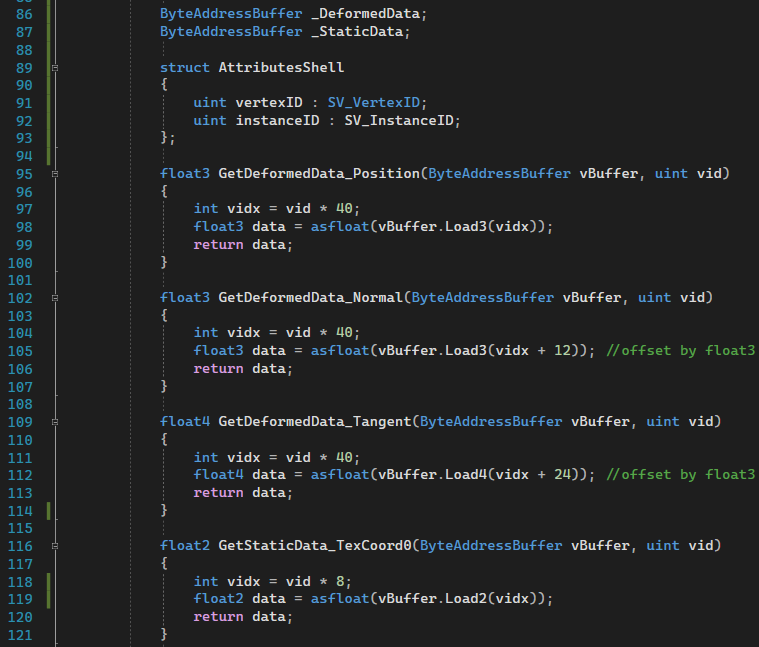 86 ByteAddressBuffer _DeformedData;
87 ByteAddressBuffer _StaticData;
88
89 struct AttributesShell
90 {
91 uint vertexID : SV_VertexID;
92 uint instanceID : SV_InstanceID;
93 };
94
95 float3 GetDeformedData_Position(ByteAddressBuffer vBuffer, uint vid)
96 {
97 int vidx = vid * 40;
98 float3 data = asfloat(vBuffer.Load3(vidx));
99 return data;
100 }
101
102 float3 GetDeformedData_Normal(ByteAddressBuffer vBuffer, uint vid)
103 {
104 int vidx = vid * 40;
105 float3 data = asfloat(vBuffer.Load3(vidx + 12)); //offset by float3
106 return data;
107 }
108
109 float4 GetDeformedData_Tangent(ByteAddressBuffer vBuffer, uint vid)
110 {
111 int vidx = vid * 40;
112 float4 data = asfloat(vBuffer.Load4(vidx + 24)); //offset by float3
113 return data;
114 }
115
116 float2 GetStaticData_TexCoord0(ByteAddressBuffer vBuffer, uint vid)
117 {
118 int vidx = vid * 8;
119 float2 data = asfloat(vBuffer.Load2(vidx));
120 return data;
121 }